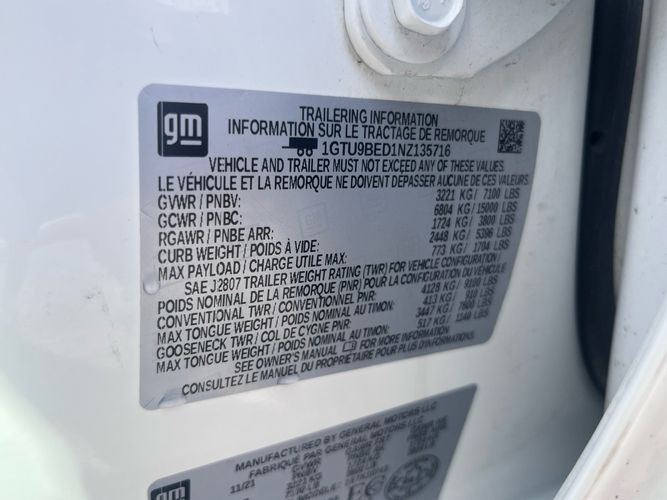 gm
TRAILERING INFORMATION
INFORMATION SUR LE TRACTAGE DE REMORQUE
1GTU9BED1NZ135716
VEHICLE AND TRAILER MUST NOT EXCEED ANY OF THESE VALUES.
LE VÉHICULE ET LA REMORQUE NE DOIVENT DÉPASSER AUCUNE DE CES VALEURS.
GVWR / PNBV: 3221 KG / 7100 LBS
GCWR / PNBC: 6804 KG / 15000 LBS
RGAWR / PNBE ARR: 1724 KG / 3800 LBS
CURB WEIGHT / POIDS À VIDE: 2448 KG / 5396 LBS
MAX PAYLOAD / CHARGE UTILE MAX: 773 KG / 1704 LBS
SAE J2807 TRAILER WEIGHT RATING (TWR) FOR VEHICLE CONFIGURATION /
POIDS NOMINAL DE LA REMORQUE (PNR) POUR LA CONFIGURATION DU VÉHICULE
CONVENTIONAL TWR / CONVENTIONNEL PNR: 4128 KG / 9100 LBS
MAX TONGUE WEIGHT / POIDS MAXIMAL AU TIMON: 413 KG / 910 LBS
GOOSENECK TWR / COL DE CYGNE PNR: 3447 KG / 7600 LBS
MAX TONGUE WEIGHT / POIDS MAXIMAL AU TIMON: 517 KG / 1140 LBS
SEE OWNER'S MANUAL FOR MORE INFORMATION.
CONSULTEZ LE MANUEL DU PROPRIÉTAIRE POUR PLUS D'INFORMATIONS.
MANUFACTURED BY GENERAL MOTORS LLC
FABRIQUÉ PAR GENERAL MOTORS LLC
11/21 GVWR
gm